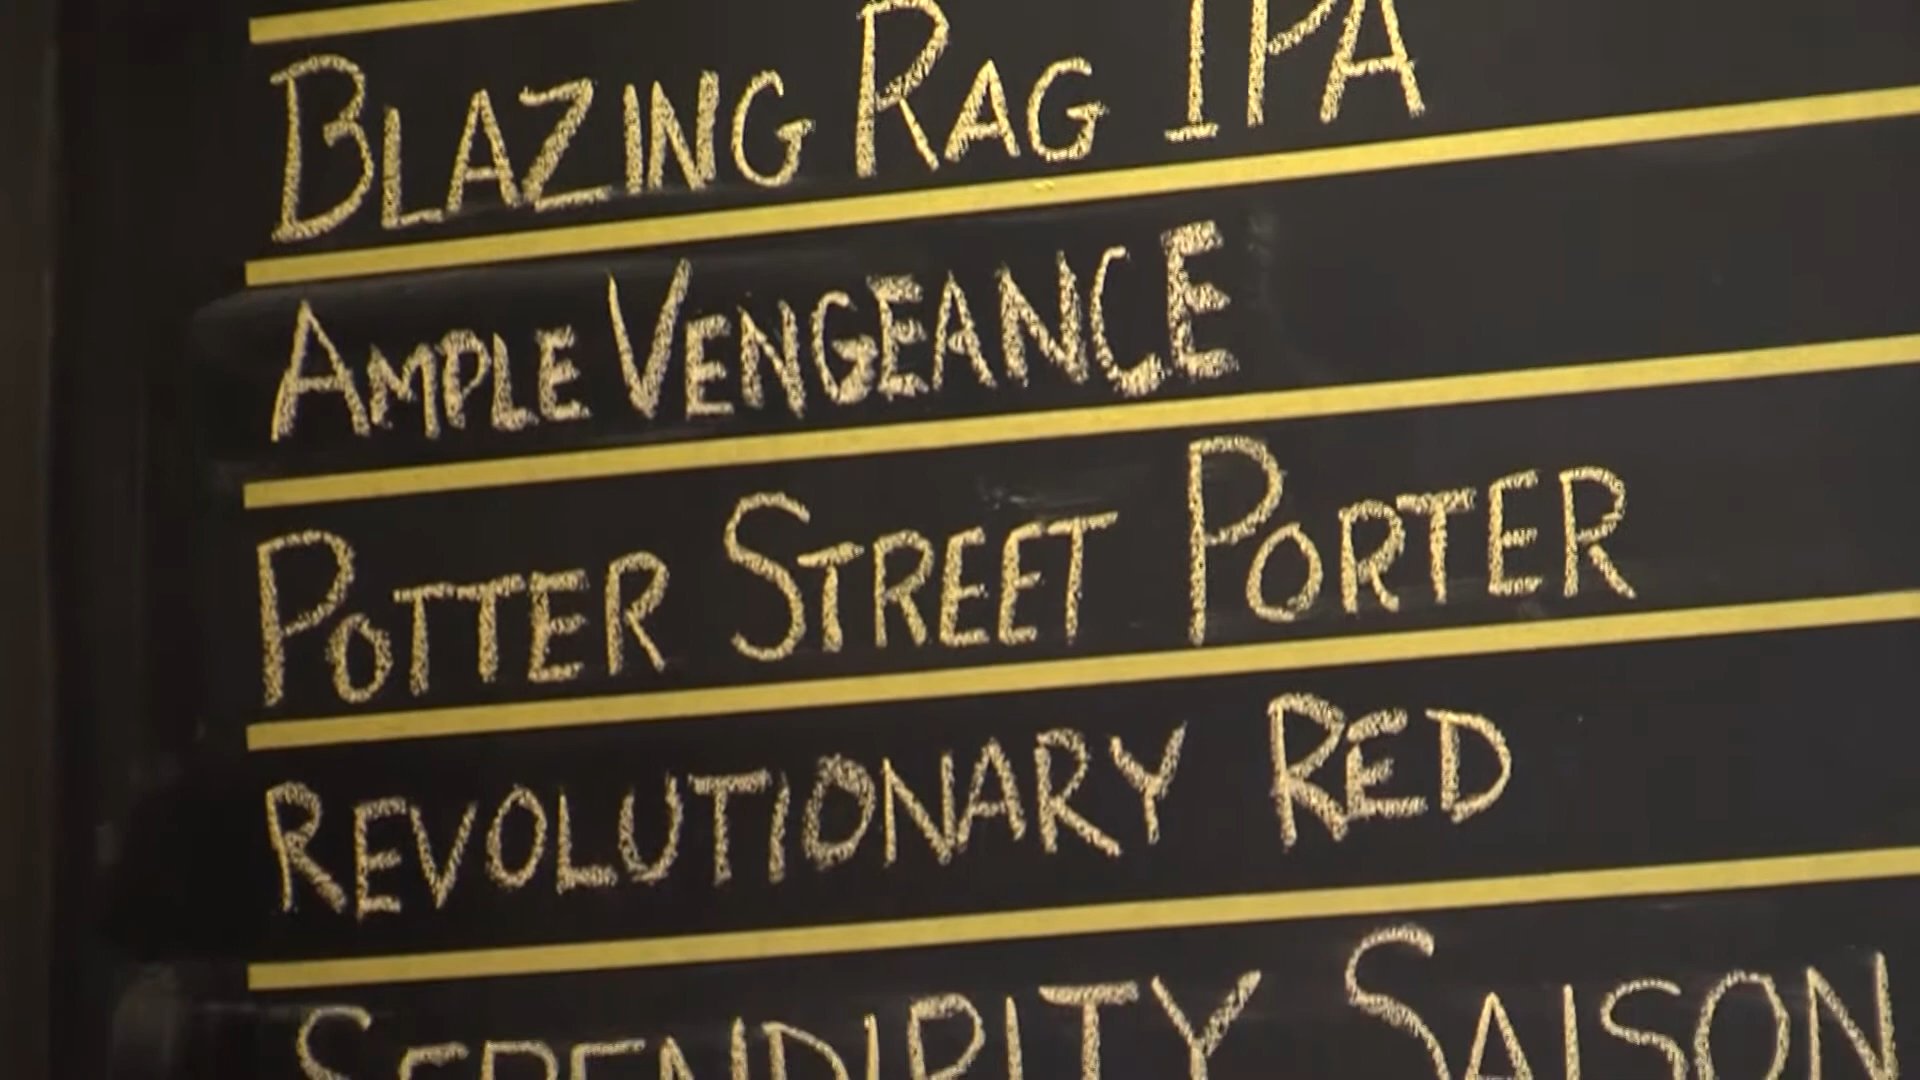 BLAZING RAG IPA
AMPLE VENGEANCE
POTTER STREET PORTER
REVOLUTIONARY RED
SERENDIPITY SAISON